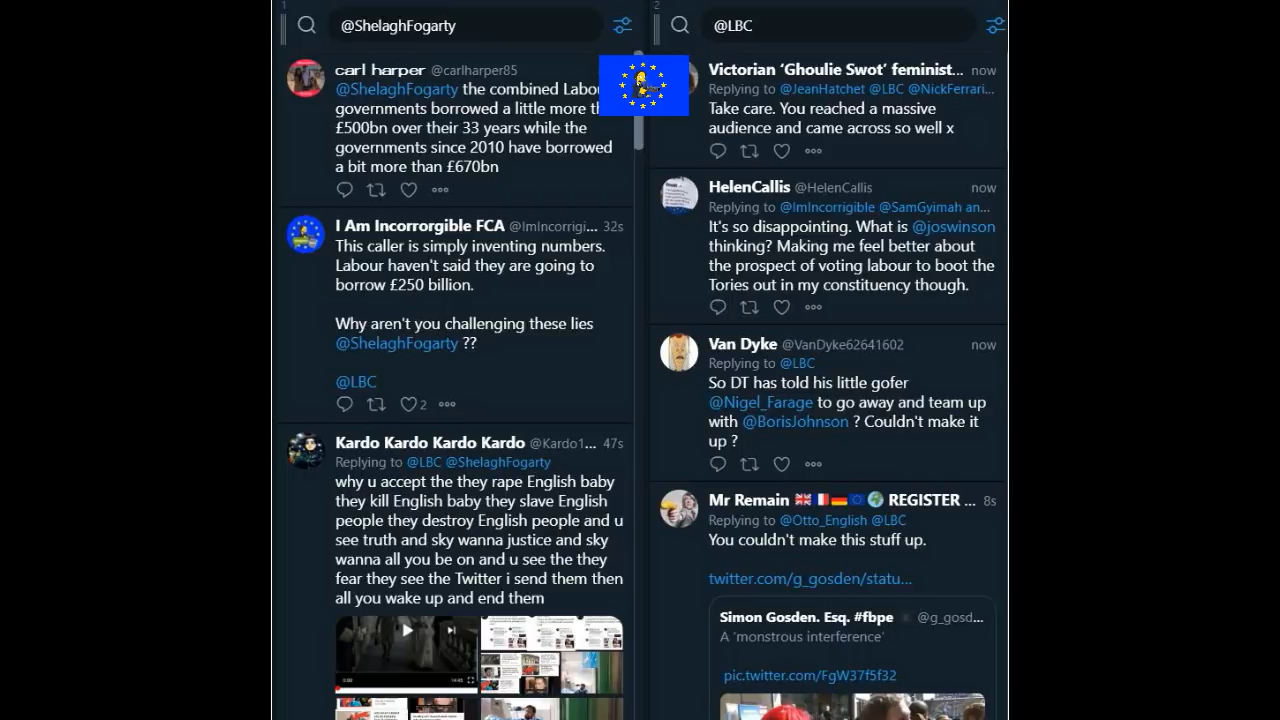 1
@ShelaghFogarty
carl harper @carlharper85
@ShelaghFogarty the combined Labou
governments borrowed a little more th
£500bn over their 33 years while the
governments since 2010 have borrowed
a bit more than £670bn
I Am Incorrorgible FCA @ImIncorrigi... 32s
This caller is simply inventing numbers.
Labour haven't said they are going to
borrow £250 billion.
Why aren't you challenging these lies
@ShelaghFogarty ??
@LBC
2
Kardo Kardo Kardo Kardo @Kardo1... 47s
Replying to @LBC @ShelaghFogarty
why u accept the they rape English baby
they kill English baby they slave English
people they destroy English people and u
see truth and sky wanna justice and sky
wanna all you be on and u see the they
fear they see the Twitter i send them then
all you wake up and end them
2
@LBC
Victorian ‘Ghoulie Swot’ feminist... now
Replying to @JeanHatchet @LBC @NickFerrari...
Take care. You reached a massive
audience and came across so well x
HelenCallis @HelenCallis now
Replying to @ImIncorrigible @SamGyimah an...
It's so disappointing. What is @joswinson
thinking? Making me feel better about
the prospect of voting labour to boot the
Tories out in my constituency though.
Van Dyke @VanDyke62641602 now
Replying to @LBC
So DT has told his little gofer
@Nigel_Farage to go away and team up
with @BorisJohnson ? Couldn't make it
up ?
Mr Remain 🇬🇧🇫🇷🇩🇪🇪🇺🌍 REGISTER ... 8s
Replying to @Otto_English @LBC
You couldn't make this stuff up.
twitter.com/g_gosden/statu...
Simon Gosden. Esq. #fbpe @g_gosd...
A 'monstrous interference'
pic.twitter.com/FgW37f5f32